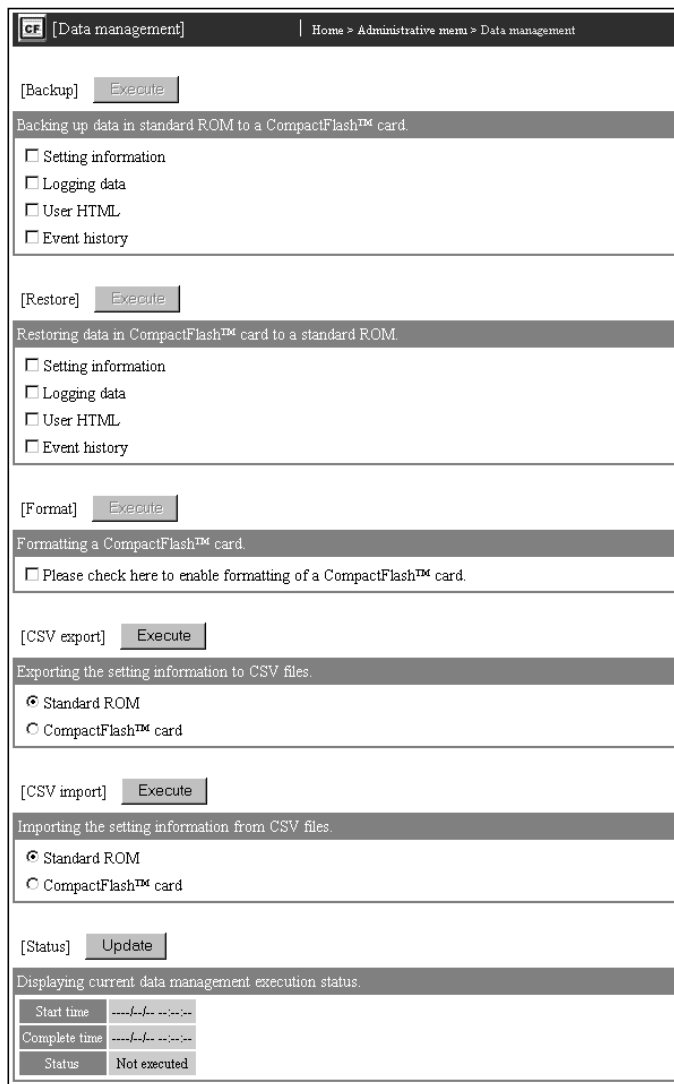 CF [Data management] Home > Administrative menu > Data management
[Backup] Execute
Backing up data in standard ROM to a CompactFlash™ card.
Setting information
Logging data
User HTML
Event history
[Restore] Execute
Restoring data in CompactFlash™ card to a standard ROM.
Setting information
Logging data
User HTML
Event history
[Format] Execute
Formatting a CompactFlash™ card.
Please check here to enable formatting of a CompactFlash™ card.
[CSV export] Execute
Exporting the setting information to CSV files.
Standard ROM
CompactFlash™ card
[CSV import] Execute
Importing the setting information from CSV files.
Standard ROM
CompactFlash™ card
[Status] Update
Displaying current data management execution status.
Start time ----/--/-- --:--:--
Complete time ----/--/-- --:--:--
Status Not executed